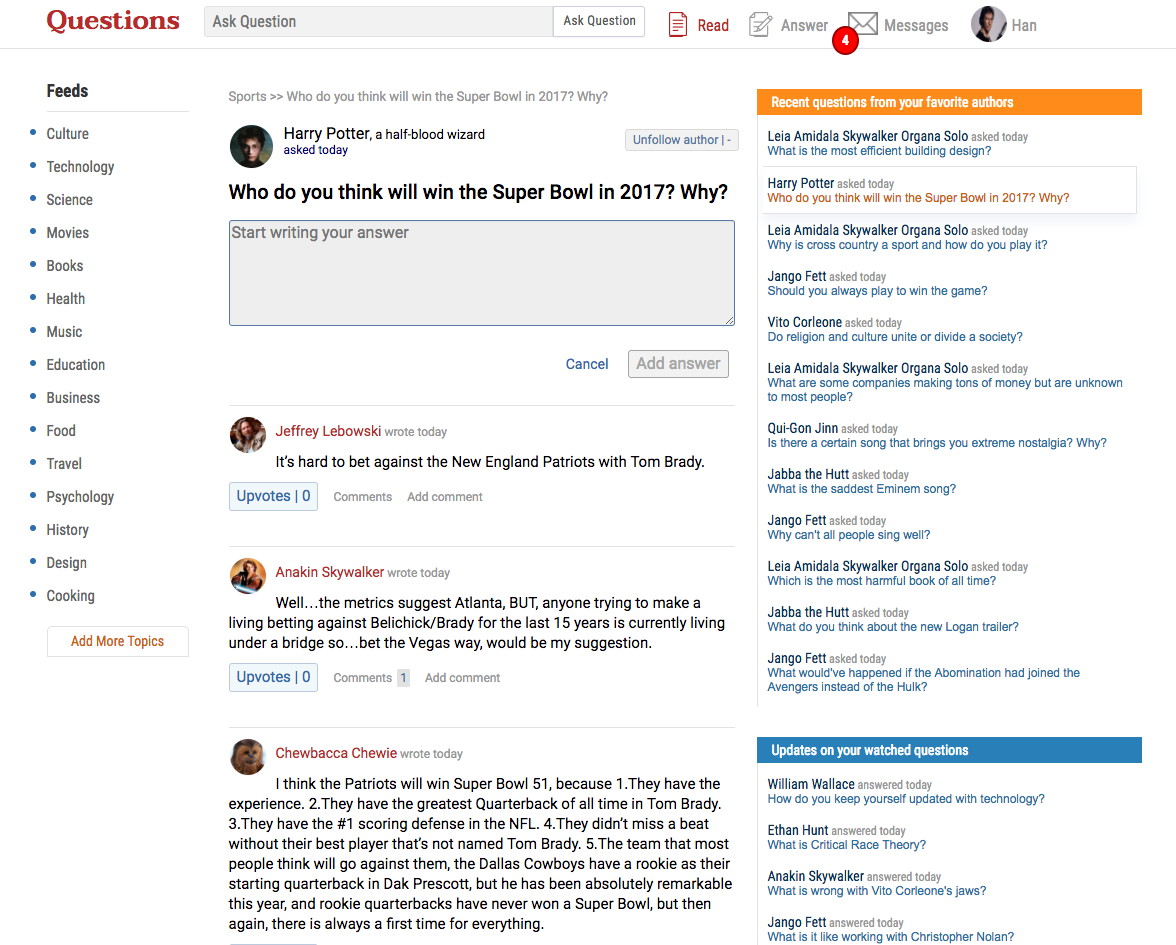 Questions
Ask Question
Ask Question
Read
Answer
4
Messages
Han
Feeds
Culture
Technology
Science
Movies
Books
Health
Music
Education
Business
Food
Travel
Psychology
History
Design
Cooking
Add More Topics
Sports >> Who do you think will win the Super Bowl in 2017? Why?
Harry Potter, a half-blood wizard
asked today
Unfollow author | -
Who do you think will win the Super Bowl in 2017? Why?
Start writing your answer
Cancel
Add answer
Jeffrey Lebowski wrote today
It’s hard to bet against the New England Patriots with Tom Brady.
Upvotes | 0 Comments Add comment
Anakin Skywalker wrote today
Well…the metrics suggest Atlanta, BUT, anyone trying to make a
living betting against Belichick/Brady for the last 15 years is currently living
under a bridge so…bet the Vegas way, would be my suggestion.
Upvotes | 0 Comments 1 Add comment
Chewbacca Chewie wrote today
I think the Patriots will win Super Bowl 51, because 1.They have the
experience. 2.They have the greatest Quarterback of all time in Tom Brady.
3.They have the #1 scoring defense in the NFL. 4.They didn’t miss a beat
without their best player that’s not named Tom Brady. 5.The team that most
people think will go against them, the Dallas Cowboys have a rookie as their
starting quarterback in Dak Prescott, but he has been absolutely remarkable
this year, and rookie quarterbacks have never won a Super Bowl, but then
again, there is always a first time for everything.
Recent questions from your favorite authors
Leia Amidala Skywalker Organa Solo asked today
What is the most efficient building design?
Harry Potter asked today
Who do you think will win the Super Bowl in 2017? Why?
Leia Amidala Skywalker Organa Solo asked today
Why is cross country a sport and how do you play it?
Jango Fett asked today
Should you always play to win the game?
Vito Corleone asked today
Do religion and culture unite or divide a society?
Leia Amidala Skywalker Organa Solo asked today
What are some companies making tons of money but are unknown
to most people?
Qui-Gon Jinn asked today
Is there a certain song that brings you extreme nostalgia? Why?
Jabba the Hutt asked today
What is the saddest Eminem song?
Jango Fett asked today
Why can't all people sing well?
Leia Amidala Skywalker Organa Solo asked today
Which is the most harmful book of all time?
Jabba the Hutt asked today
What do you think about the new Logan trailer?
Jango Fett asked today
What would've happened if the Abomination had joined the
Avengers instead of the Hulk?
Updates on your watched questions
William Wallace answered today
How do you keep yourself updated with technology?
Ethan Hunt answered today
What is Critical Race Theory?
Anakin Skywalker answered today
What is wrong with Vito Corleone's jaws?
Jango Fett answered today
What is it like working with Christopher Nolan?